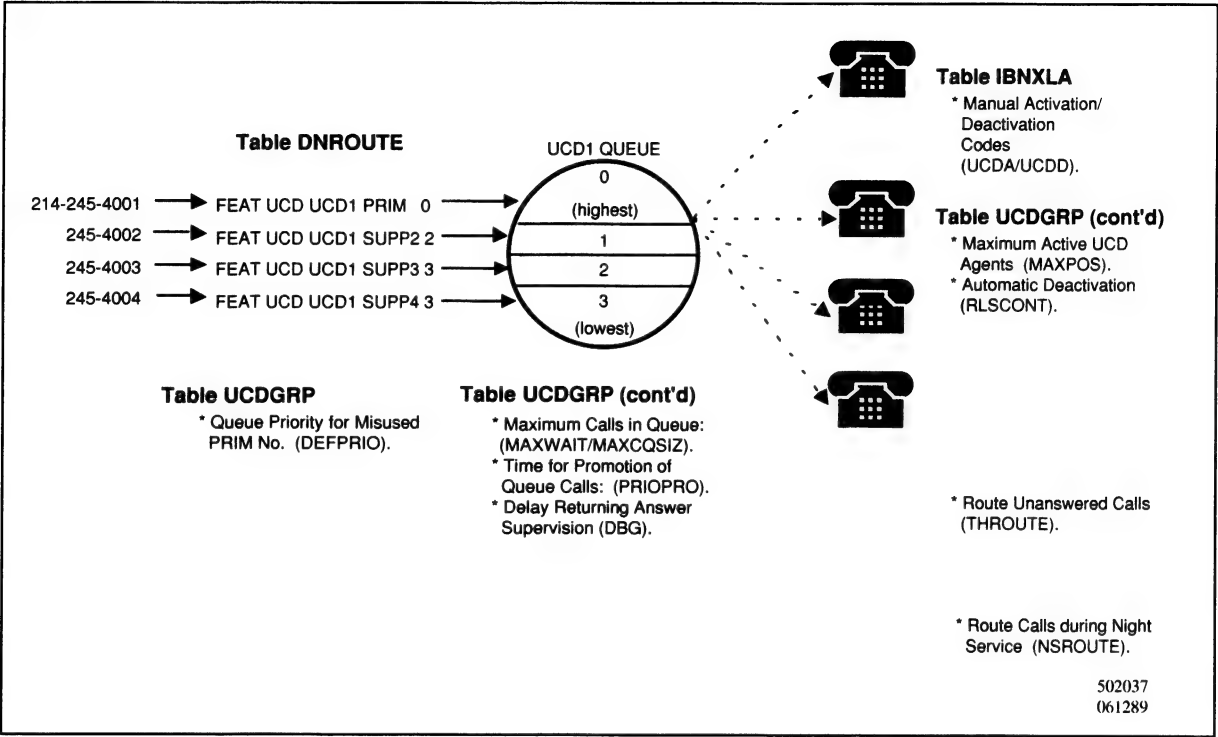 Table DNROUTE
214-245-4001 FEAT UCD UCD1 PRIM 0
245-4002 FEAT UCD UCD1 SUPP2 2
245-4003 FEAT UCD UCD1 SUPP3 3
245-4004 FEAT UCD UCD1 SUPP4 3
UCD1 QUEUE
0
(highest)
1
2
3
(lowest)
Table IBNXLA
* Manual Activation/
Deactivation
Codes
(UCDA/UCDD).
Table UCDGRP (cont'd)
* Maximum Active UCD
Agents (MAXPOS).
* Automatic Deactivation
(RLSCONT).
Table UCDGRP
* Queue Priority for Misused
PRIM No. (DEFPRIO).
Table UCDGRP (cont'd)
* Maximum Calls in Queue:
(MAXWAIT/MAXCQSIZ).
* Time for Promotion of
Queue Calls: (PRIOPRO).
* Delay Returning Answer
Supervision (DBG).
* Route Unanswered Calls
(THROUTE).
* Route Calls during Night
Service (NSROUTE).
502037
061289